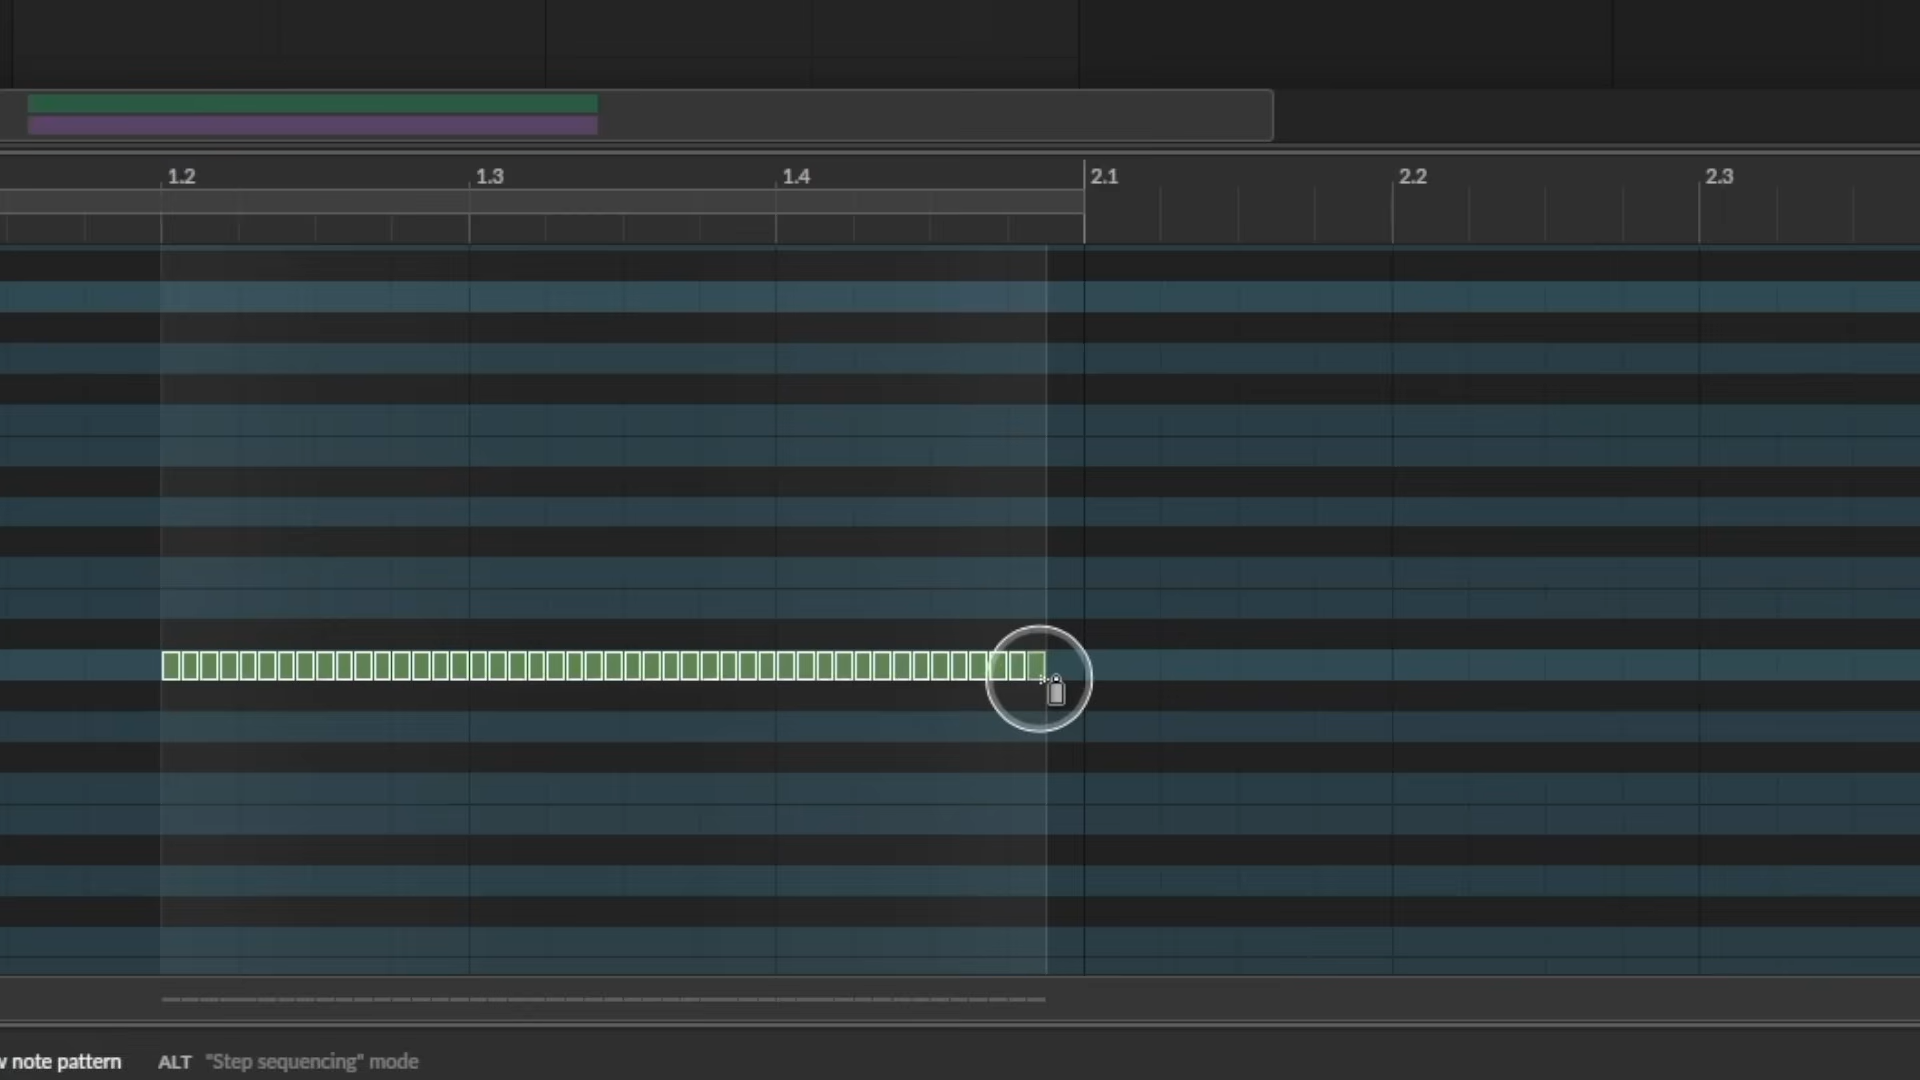 1.2 1.3 1.4 2.1 2.2 2.3
note pattern ALT "Step sequencing" mode